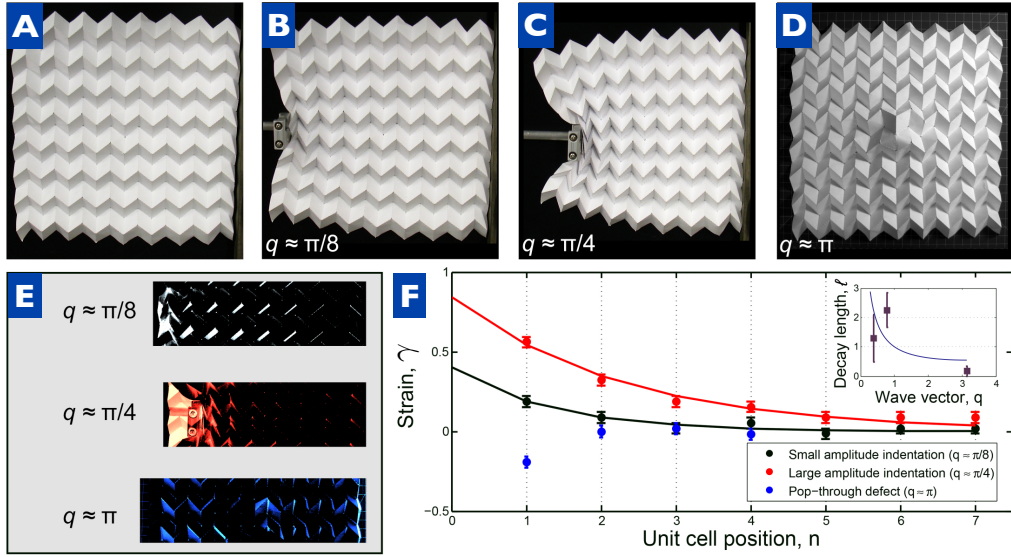 A
B
q ≈ π/8
C
q ≈ π/4
D
q ≈ π
E
q ≈ π/8
q ≈ π/4
q ≈ π
F
1
0.5
0
−0.5
Strain, γ
0 1 2 3 4 5 6 7
Unit cell position, n
Small amplitude indentation (q ≈ π/8)
Large amplitude indentation (q ≈ π/4)
Pop−through defect (q ≈ π)
3
2
1
0
Decay length, ℓ
0 1 2 3 4
Wave vector, q